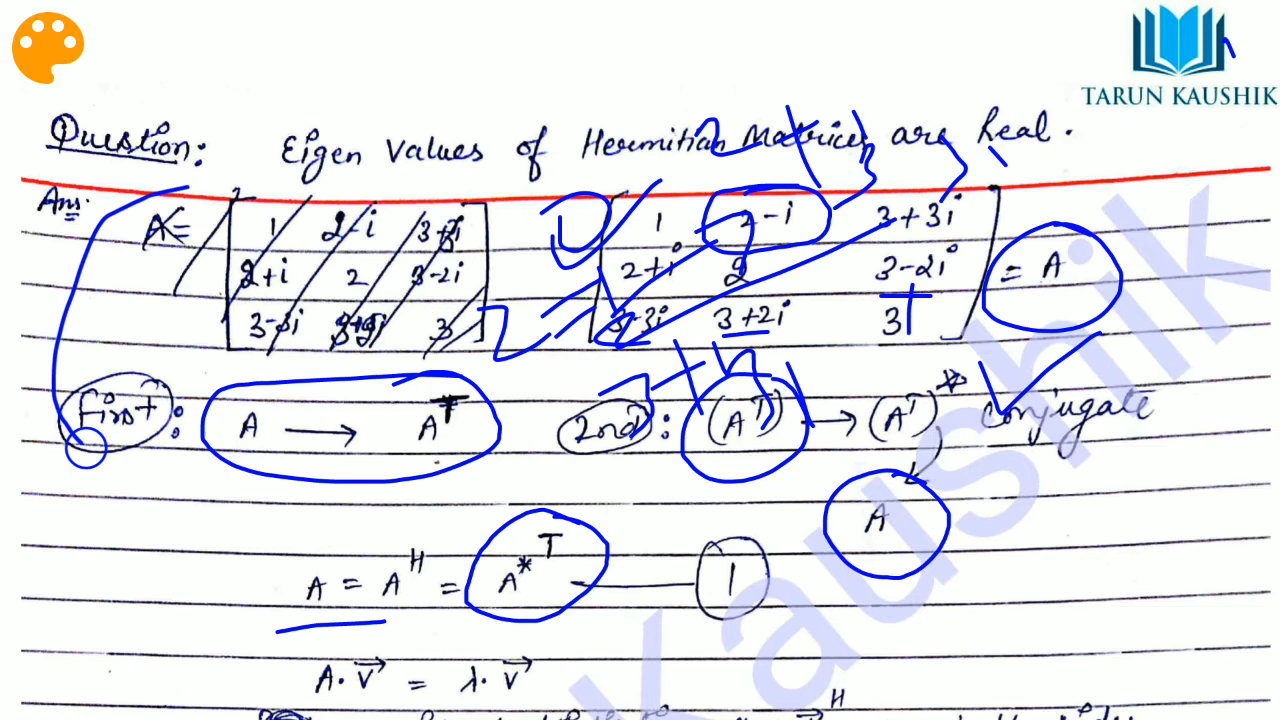 TARUN KAUSHIK
Question: Eigen Values of Hermitian Matrices are Real.
Ans.
A = 1 2-i 3+3i
2+i 2 3-2i
3-3i 3
1 2-i 3+3i
2+i 2 3-2i = A
3-3i 3+2i 3
First: A → A^T 2nd: (A^T) → (A^T)* Conjugate
A
A = A^H = A*^T 1
A. v = λ. v
Kaushik